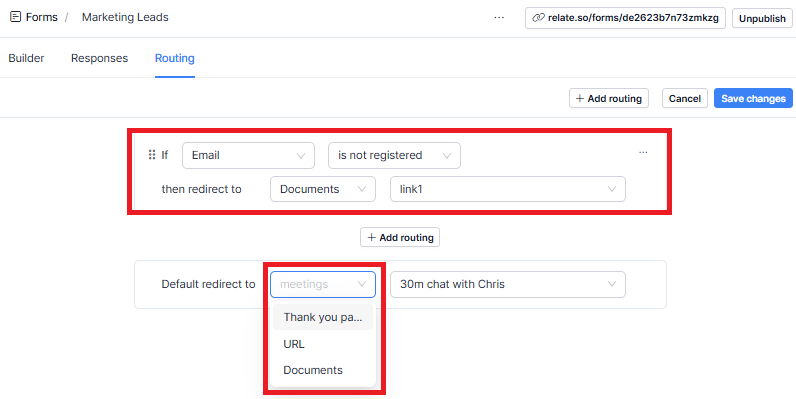 Forms / Marketing Leads ... relate.so/forms/de2623b7n73zmkzg Unpublish
Builder Responses Routing
+ Add routing Cancel Save changes
If Email is not registered ...
then redirect to Documents link1
+ Add routing
Default redirect to meetings 30m chat with Chris
Thank you pa...
URL
Documents